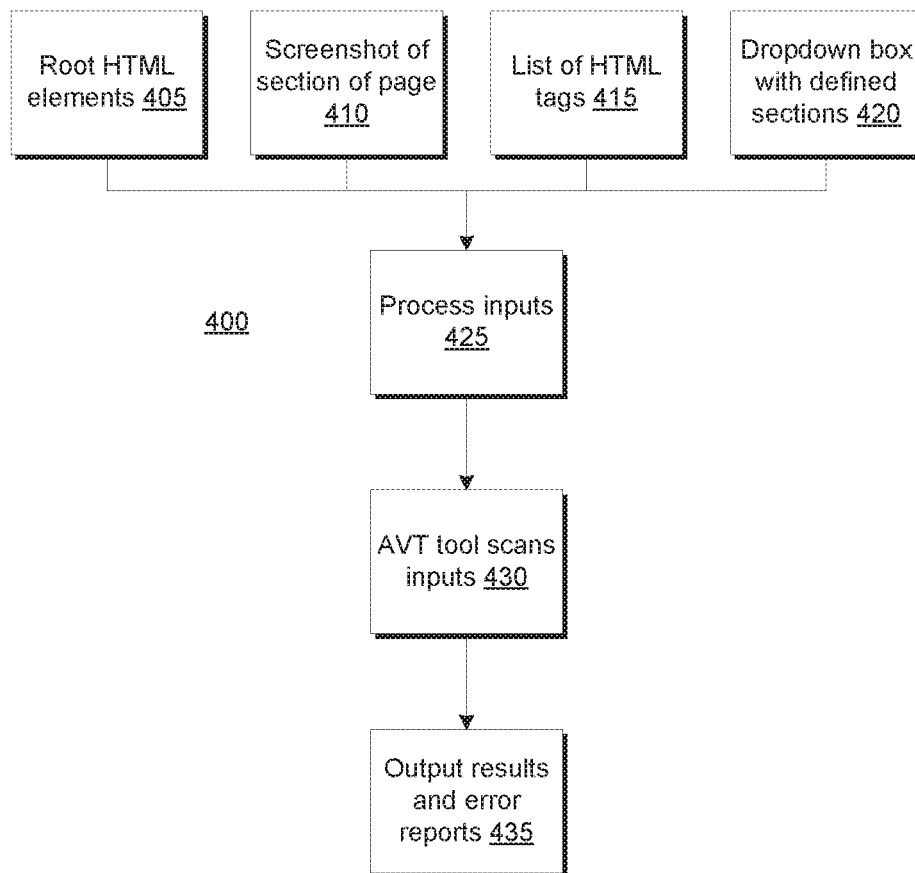 Root HTML
elements 405
Screenshot of
section of page
410
List of HTML
tags 415
Dropdown box
with defined
sections 420
400
Process inputs
425
AVT tool scans
inputs 430
Output results
and error
reports 435